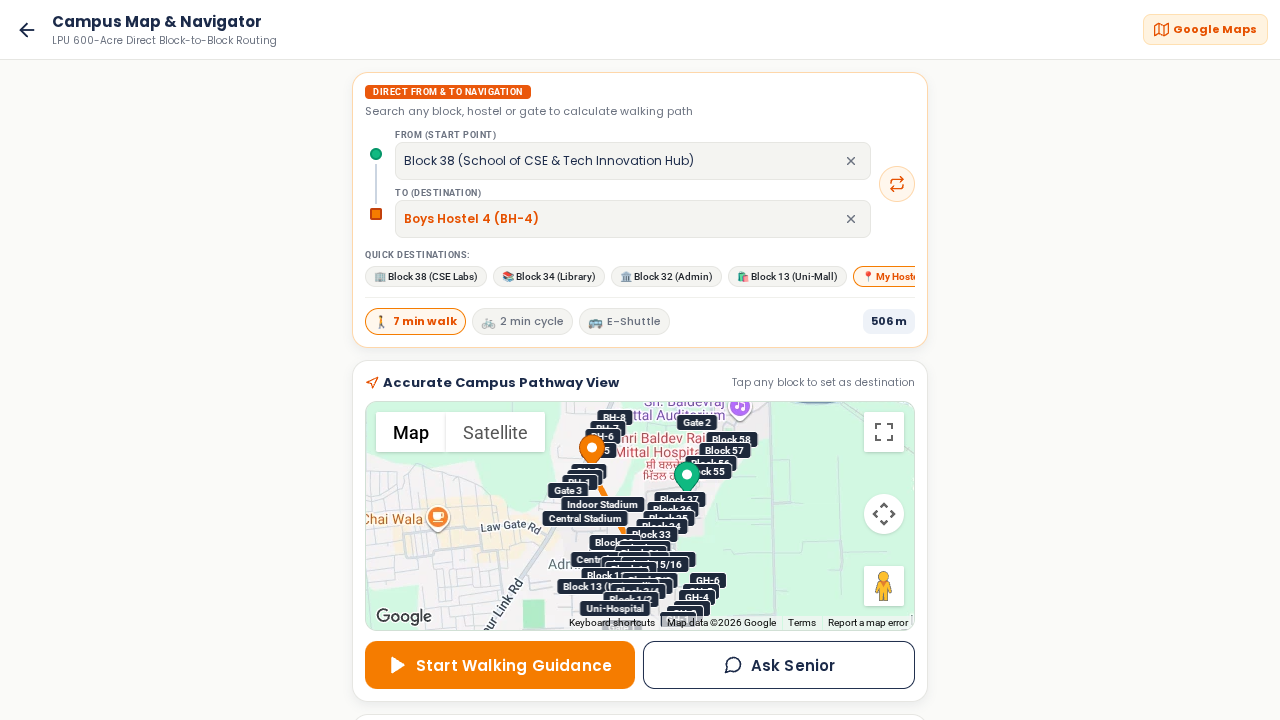 Campus Map & Navigator
LPU 600-Acre Direct Block-to-Block Routing
Google Maps
DIRECT FROM & TO NAVIGATION
Search any block, hostel or gate to calculate walking path
FROM (START POINT)
Block 38 (School of CSE & Tech Innovation Hub)
TO (DESTINATION)
Boys Hostel 4 (BH-4)
QUICK DESTINATIONS:
Block 38 (CSE Labs)
Block 34 (Library)
Block 32 (Admin)
Block 13 (Uni-Mall)
My Hoste
7 min walk
2 min cycle
E-Shuttle
506 m
Accurate Campus Pathway View
Tap any block to set as destination
Map
Satellite
BH-8
Gate 2
Block 58
Block 57
Mittal Hospital
Block 55
Gate 3
Block 37
Indoor Stadium
Central Stadium
Block 33
Chai Wala
Law Gate Rd
15/16
GH-6
GH-4
Block 1/2
Uni-Hospital
Link Rd
Google
Keyboard shortcuts
Map data ©2026 Google
Terms
Report a map error
Start Walking Guidance
Ask Senior